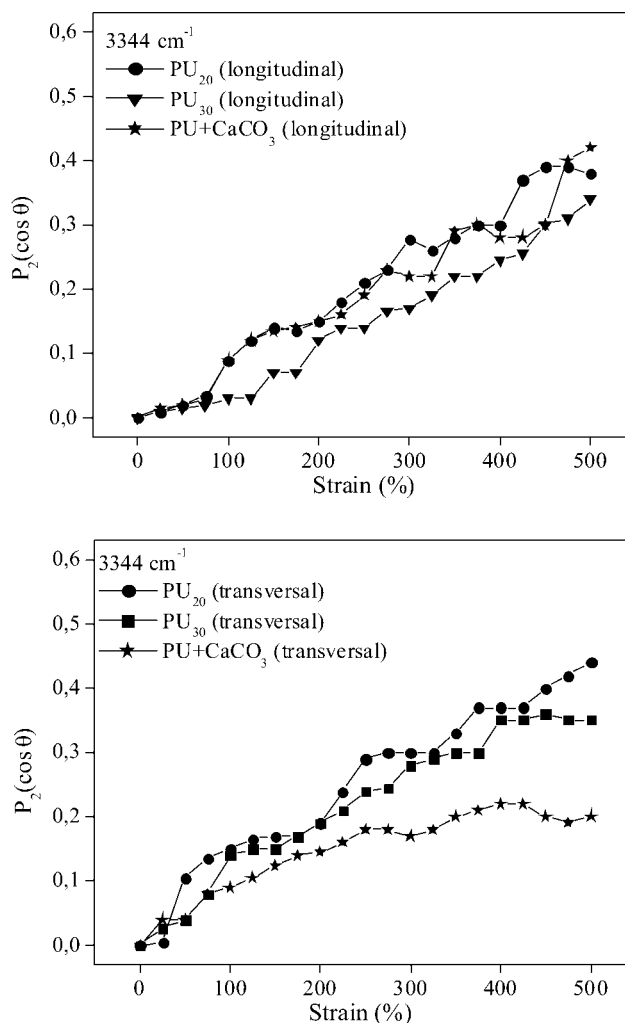 0,6
3344 cm⁻¹
PU₂₀ (longitudinal)
0,5
PU₃₀ (longitudinal)
PU+CaCO₃ (longitudinal)
0,4
P₂(cos θ)
0,3
0,2
0,1
0,0
0 100 200 300 400 500
Strain (%)
0,6
3344 cm⁻¹
PU₂₀ (transversal)
0,5
PU₃₀ (transversal)
PU+CaCO₃ (transversal)
0,4
P₂(cos θ)
0,3
0,2
0,1
0,0
0 100 200 300 400 500
Strain (%)